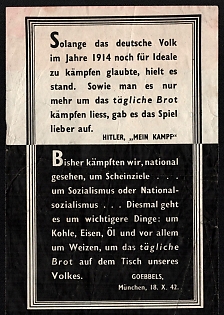 Solange das deutsche Volk
im Jahre 1914 noch für Ideale
zu kämpfen glaubte, hielt es
stand. Sowie man es nur
mehr um das tägliche Brot
kämpfen liess, gab es das Spiel
lieber auf.
HITLER, „MEIN KAMPF"
Bisher kämpften wir, national
gesehen, um Scheinziele . . .
um Sozialismus oder National-
sozialismus . . . Diesmal geht
es um wichtigere Dinge: um
Kohle, Eisen, Öl und vor allem
um Weizen, um das tägliche
Brot auf dem Tisch unseres
Volkes.
GOEBBELS,
München, 18. X. 42.